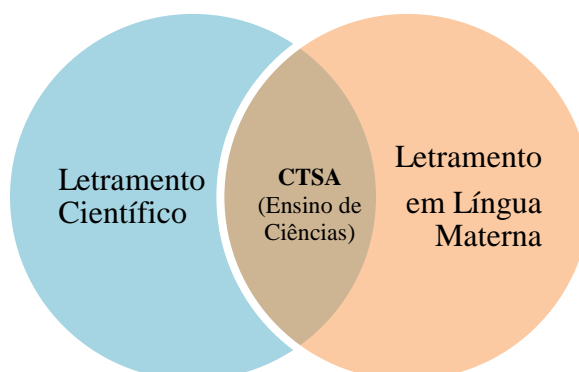 Letramento
Científico
CTSA
(Ensino de
Ciências)
Letramento
em Língua
Materna